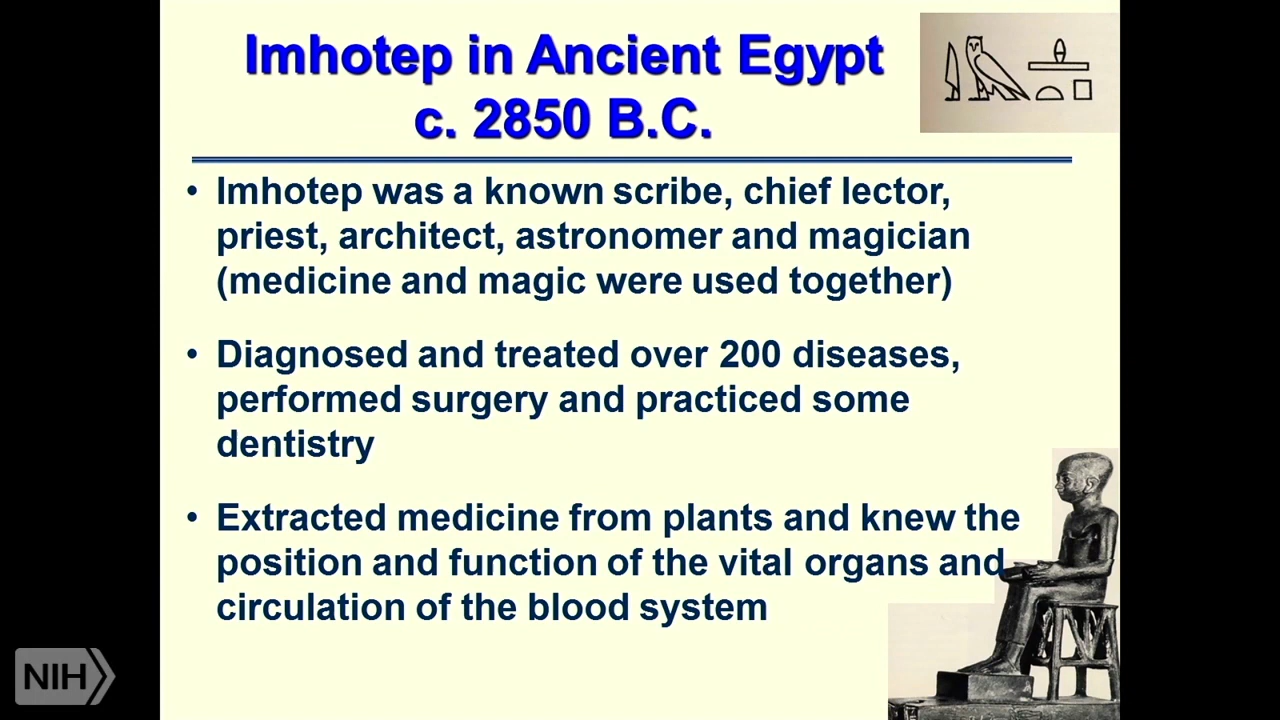 Imhotep in Ancient Egypt
c. 2850 B.C.
• Imhotep was a known scribe, chief lector,
priest, architect, astronomer and magician
(medicine and magic were used together)
• Diagnosed and treated over 200 diseases,
performed surgery and practiced some
dentistry
• Extracted medicine from plants and knew the
position and function of the vital organs and
circulation of the blood system
NIH